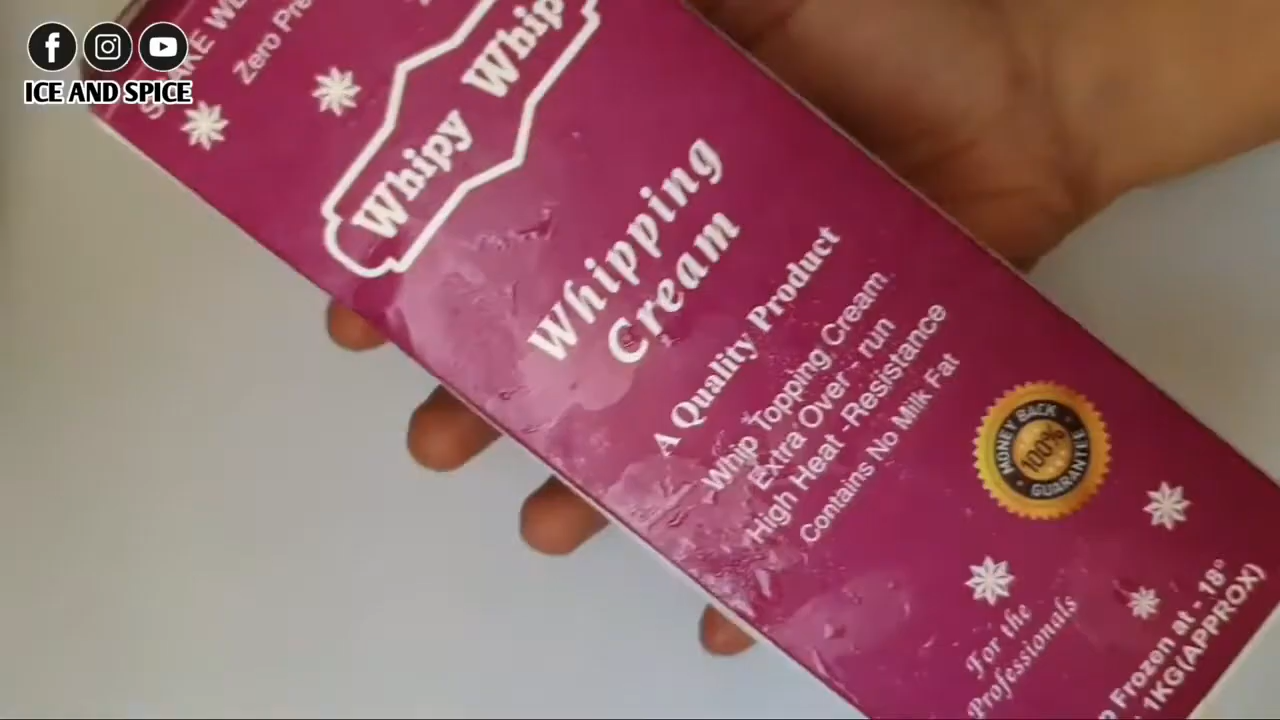 ICE AND SPICE
Zero
Whipy Whip
Whipping
Cream
A Quality Product
Whip Topping Cream
Extra Over - run
High Heat -Resistance
Contains No Milk Fat
MONEY BACK
100%
GUARANTEE
For the
Professionals
Frozen at - 18°
1KG(APPROX)